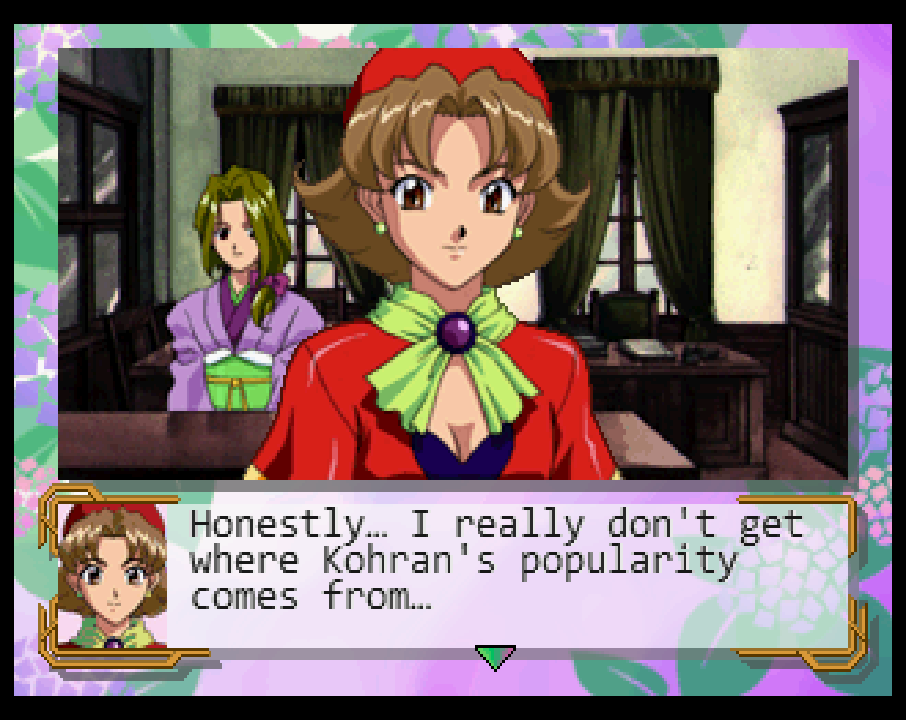 Honestly… I really don't get
where Kohran's popularity
comes from…